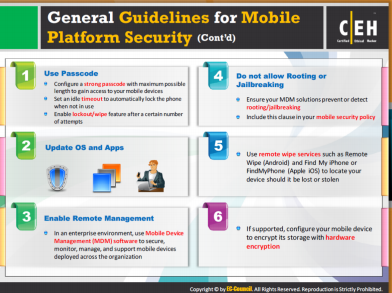 General Guidelines for Mobile
Platform Security (Cont'd)
C|EH
Certified Ethical Hacker
1
Use Passcode
Configure a strong passcode with maximum possible
length to gain access to your mobile devices
Set an idle timeout to automatically lock the phone
when not in use
Enable lockout/wipe feature after a certain number
of attempts
2
Update OS and Apps
3
Enable Remote Management
In an enterprise environment, use Mobile Device
Management (MDM) software to secure,
monitor, manage, and support mobile devices
deployed across the organization
4
Do not allow Rooting or
Jailbreaking
Ensure your MDM solutions prevent or detect
rooting/jailbreaking
Include this clause in your mobile security policy
5
Use remote wipe services such as Remote
Wipe (Android) and Find My iPhone or
FindMyPhone (Apple iOS) to locate your
device should it be lost or stolen
6
If supported, configure your mobile device
to encrypt its storage with hardware
encryption
Copyright © by EC-Council. All Rights Reserved. Reproduction is Strictly Prohibited.